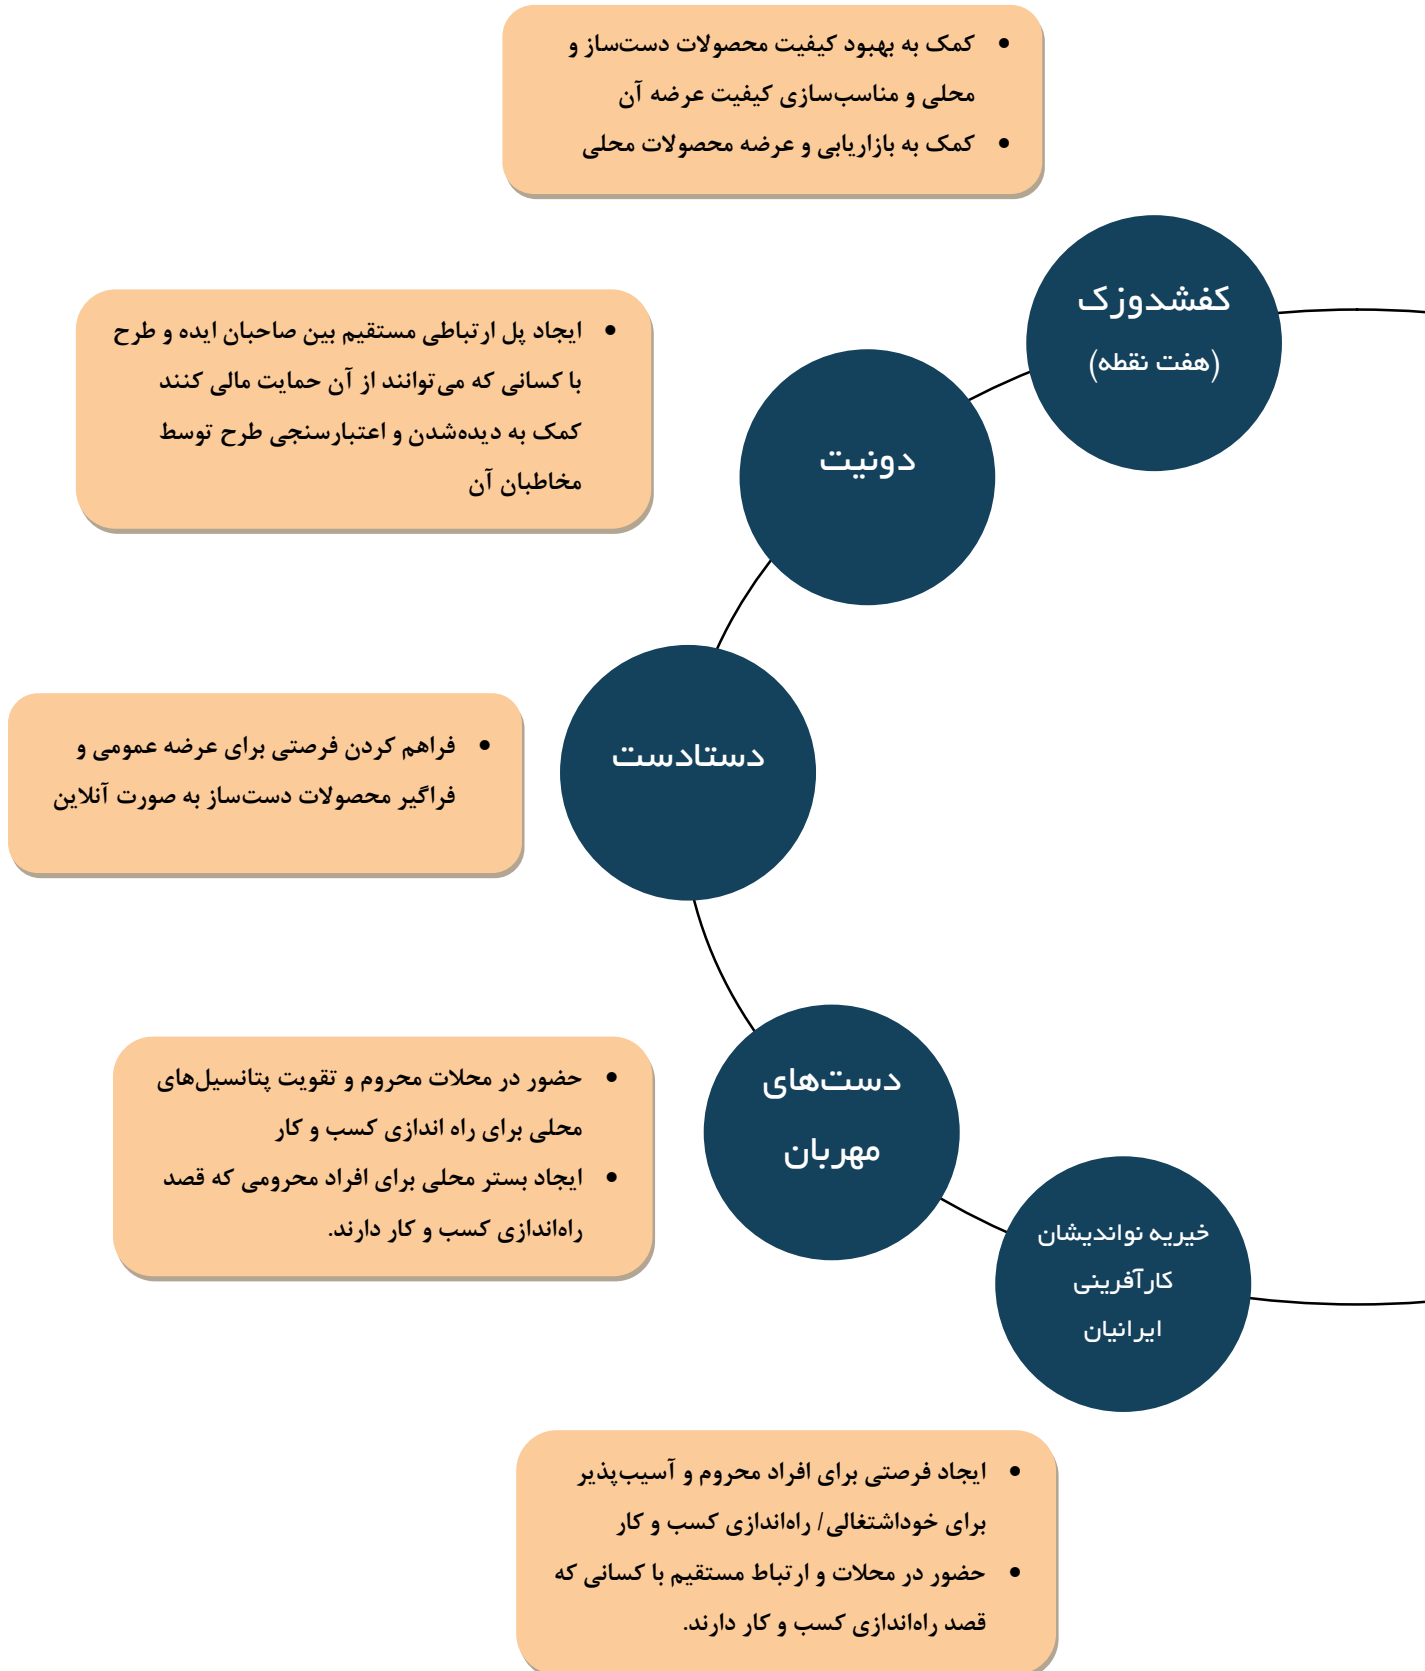 • کمک به بهبود کیفیت محصولات دست‌ساز و
محلی و مناسب‌سازی کیفیت عرضه آن
• کمک به بازاریابی و عرضه محصولات محلی
کفشدوزک
(هفت نقطه)
• ایجاد پل ارتباطی مستقیم بین صاحبان ایده و طرح
با کسانی که می‌توانند از آن حمایت مالی کنند
کمک به دیده‌شدن و اعتبارسنجی طرح توسط
مخاطبان آن
دونیت
• فراهم کردن فرصتی برای عرضه عمومی و
فراگیر محصولات دست‌ساز به صورت آنلاین
دستادست
• حضور در محلات محروم و تقویت پتانسیل‌های
محلی برای راه اندازی کسب و کار
• ایجاد بستر محلی برای افراد محرومی که قصد
راه‌اندازی کسب و کار دارند.
دست‌های
مهربان
خیریه نواندیشان
کارآفرینی
ایرانیان
• ایجاد فرصتی برای افراد محروم و آسیب‌پذیر
برای خوداشتغالی/ راه‌اندازی کسب و کار
• حضور در محلات و ارتباط مستقیم با کسانی که
قصد راه‌اندازی کسب و کار دارند.